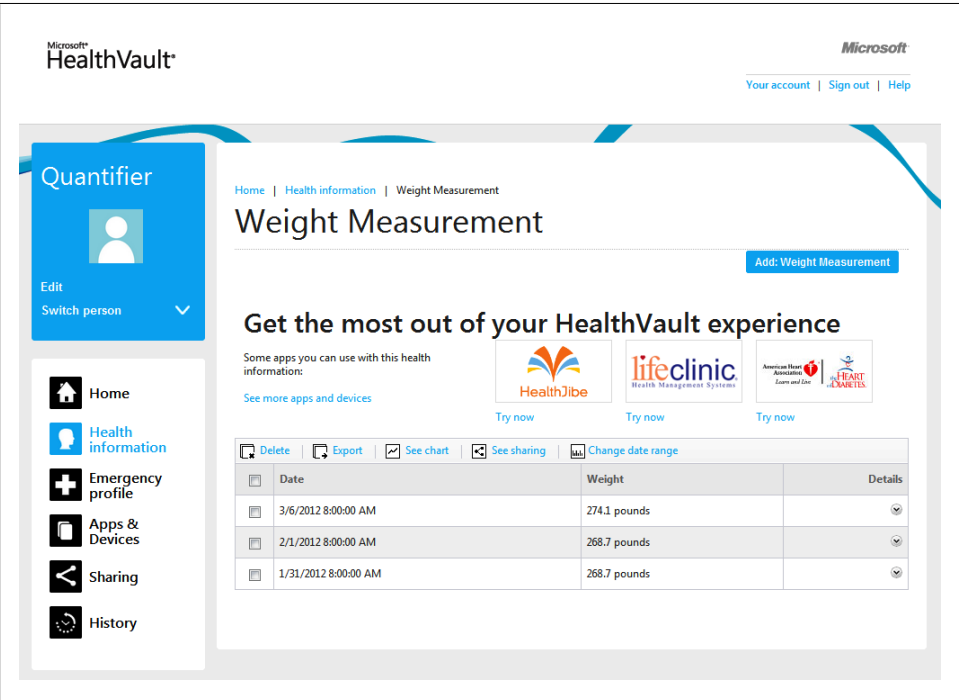 Microsoft®
HealthVault®
Microsoft
Your account | Sign out | Help
Quantifier
Edit
Switch person
Home
Health
information
Emergency
profile
Apps &
Devices
Sharing
History
Home | Health information | Weight Measurement
Weight Measurement
Add: Weight Measurement
Get the most out of your HealthVault experience
Some apps you can use with this health
information:
See more apps and devices
HealthJibe
Try now
lifeclinic.
Health Management Systems
Try now
American Heart
Association
Learn and Live
the HEART
of DIABETES
Try now
Delete | Export | See chart | See sharing | Change date range
Date Weight Details
3/6/2012 8:00:00 AM 274.1 pounds
2/1/2012 8:00:00 AM 268.7 pounds
1/31/2012 8:00:00 AM 268.7 pounds